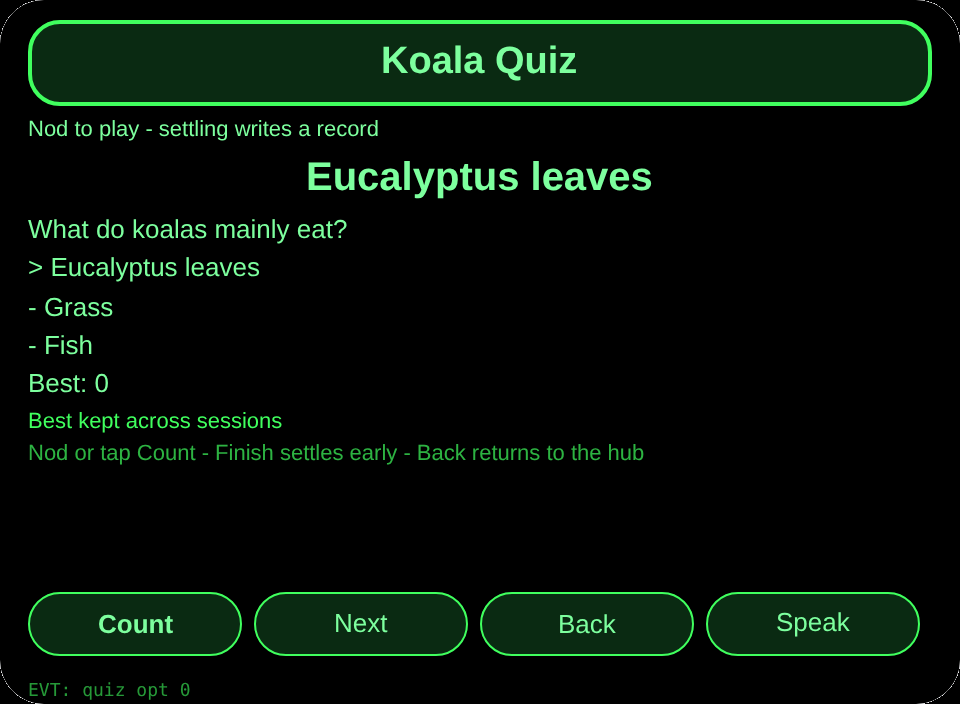 Koala Quiz
Nod to play - settling writes a record
Eucalyptus leaves
What do koalas mainly eat?
> Eucalyptus leaves
- Grass
- Fish
Best: 0
Best kept across sessions
Nod or tap Count - Finish settles early - Back returns to the hub
Count
Next
Back
Speak
EVT: quiz opt 0